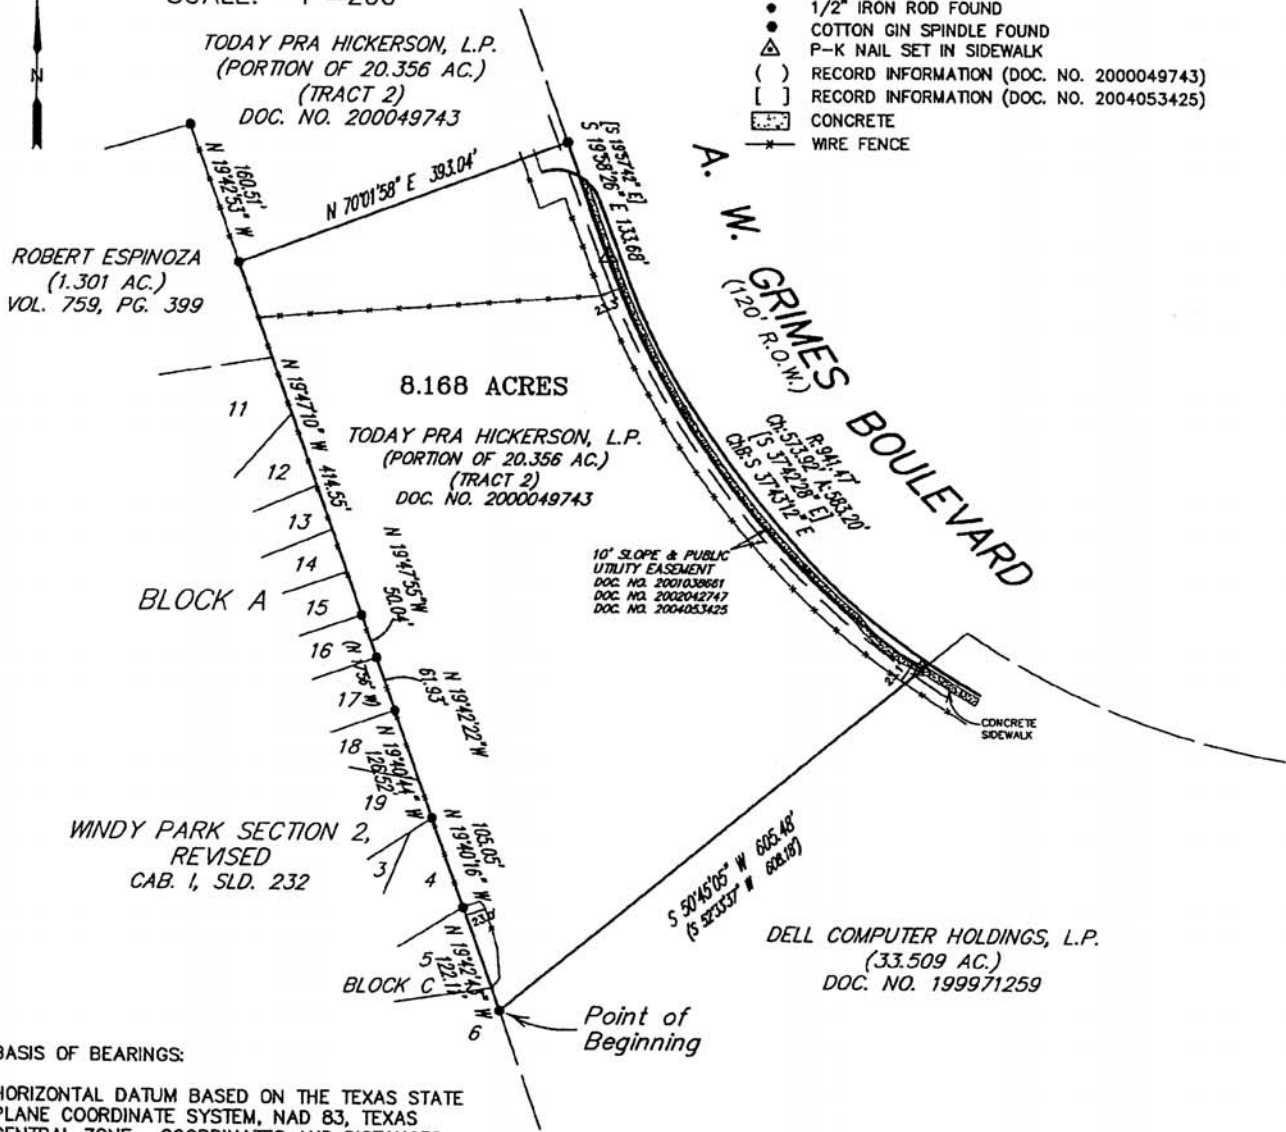 SCALE: 1"=200'
1/2" IRON ROD FOUND
COTTON GIN SPINDLE FOUND
P-K NAIL SET IN SIDEWALK
( ) RECORD INFORMATION (DOC. NO. 2000049743)
[ ] RECORD INFORMATION (DOC. NO. 2004053425)
CONCRETE
WIRE FENCE
N
TODAY PRA HICKERSON, L.P.
(PORTION OF 20.356 AC.)
(TRACT 2)
DOC. NO. 200049743
160.51'
N 19°42'53" W
N 70°01'58" E 393.04'
[S 19°57'42" E]
S 19°58'26" E 133.68'
A. W. GRIMES BOULEVARD
(120' R.O.W.)
ROBERT ESPINOZA
(1.301 AC.)
VOL. 759, PG. 399
N 19°47'10" W 414.55'
8.168 ACRES
TODAY PRA HICKERSON, L.P.
(PORTION OF 20.356 AC.)
(TRACT 2)
DOC. NO. 2000049743
R:941.47'
Ch:573.92' A:583.20'
[S 37°42'28" E]
ChB: S 37°43'12" E
10' SLOPE & PUBLIC
UTILITY EASEMENT
DOC. NO. 2001038661
DOC. NO. 2002042747
DOC. NO. 2004053425
11
12
13
14
15
16
17
18
19
3
4
5
6
BLOCK A
N 19°47'55" W
50.04'
N 19°42'22" W
61.93'
N 19°40'44" W
126.52'
WINDY PARK SECTION 2,
REVISED
CAB. I, SLD. 232
105.05'
N 19°40'16" W
23.0'
N 19°42'45" W
122.11'
BLOCK C
CONCRETE
SIDEWALK
S 50°45'05" W 605.48'
(S 52°33'37" W 608.18')
DELL COMPUTER HOLDINGS, L.P.
(33.509 AC.)
DOC. NO. 199971259
Point of
Beginning
BASIS OF BEARINGS:
HORIZONTAL DATUM BASED ON THE TEXAS STATE
PLANE COORDINATE SYSTEM, NAD 83, TEXAS